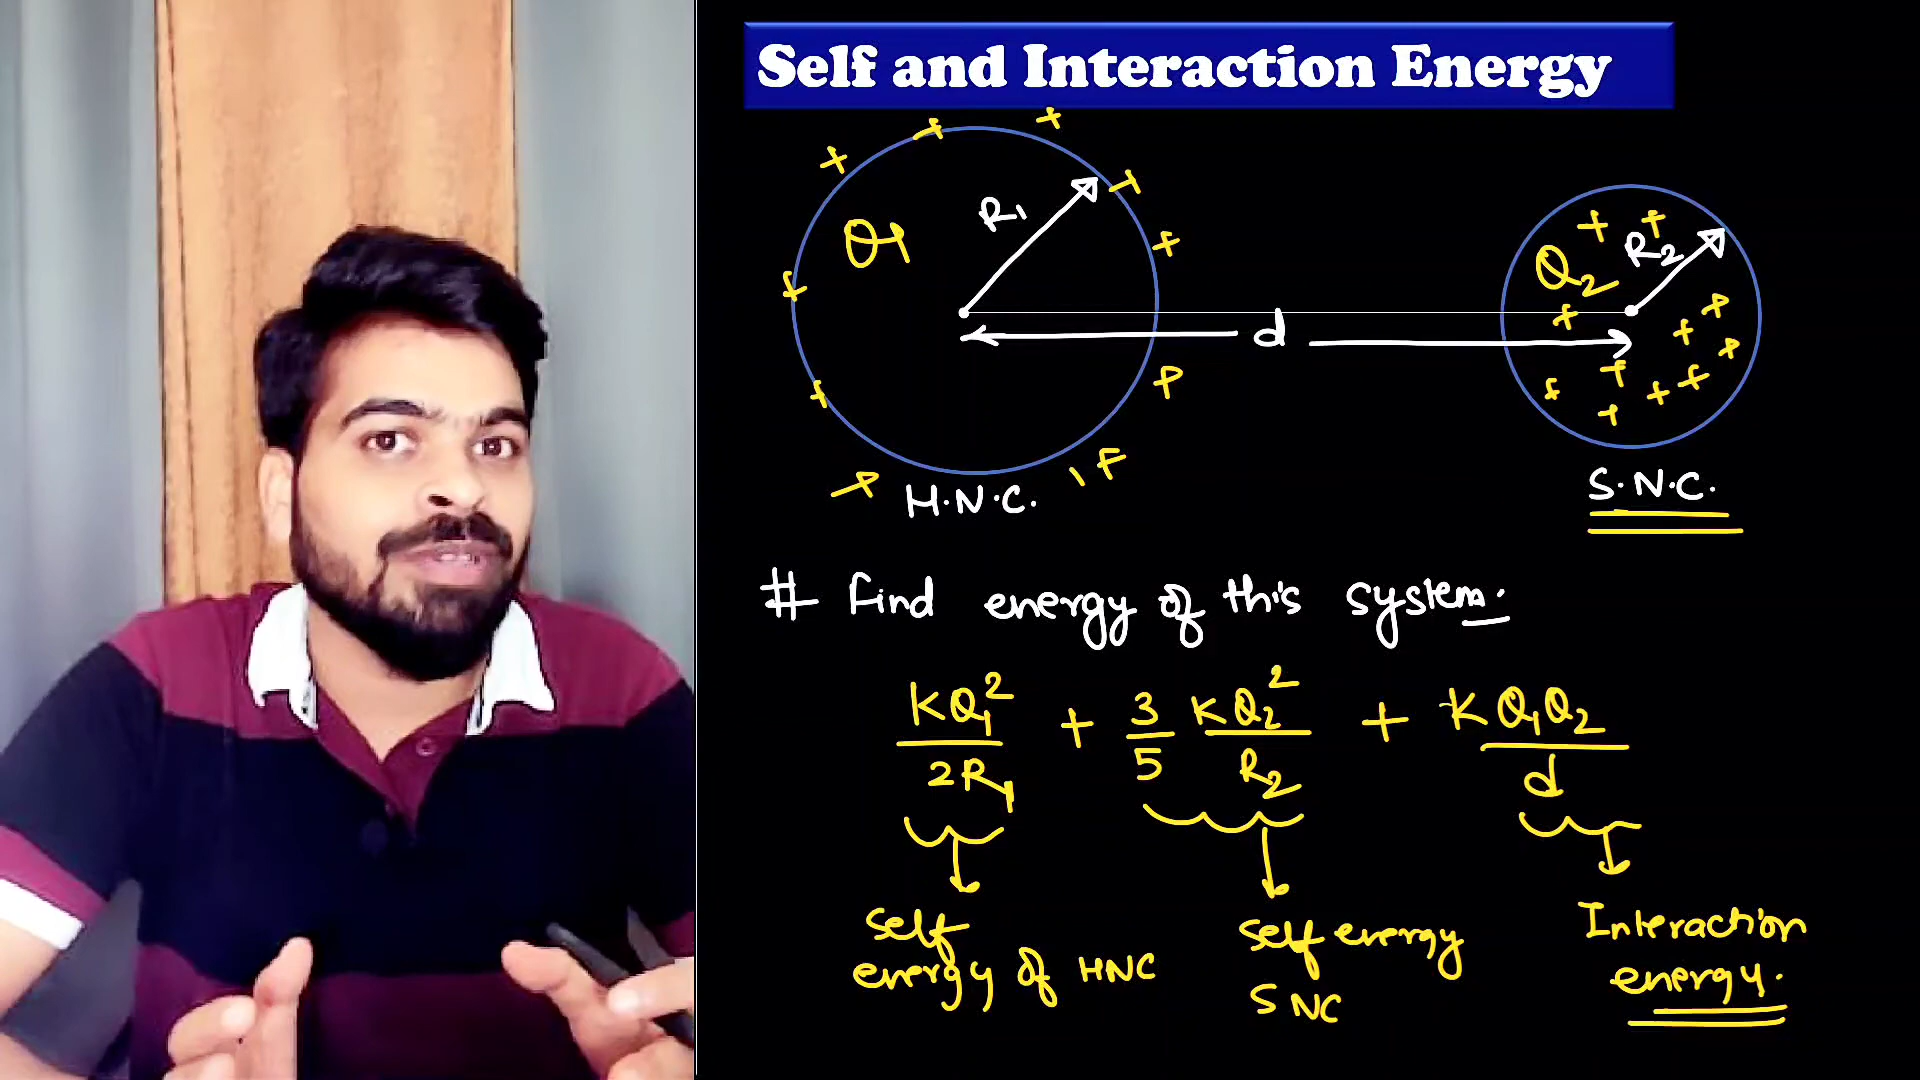 Self and Interaction Energy
Q1
R1
Q2
R2
d
H.N.C.
S.N.C.
# Find energy of this system.
KQ1²/2R1 + 3/5 KQ2²/R2 + KQ1Q2/d
self
energy of HNC
self energy
SNC
Interaction
energy.